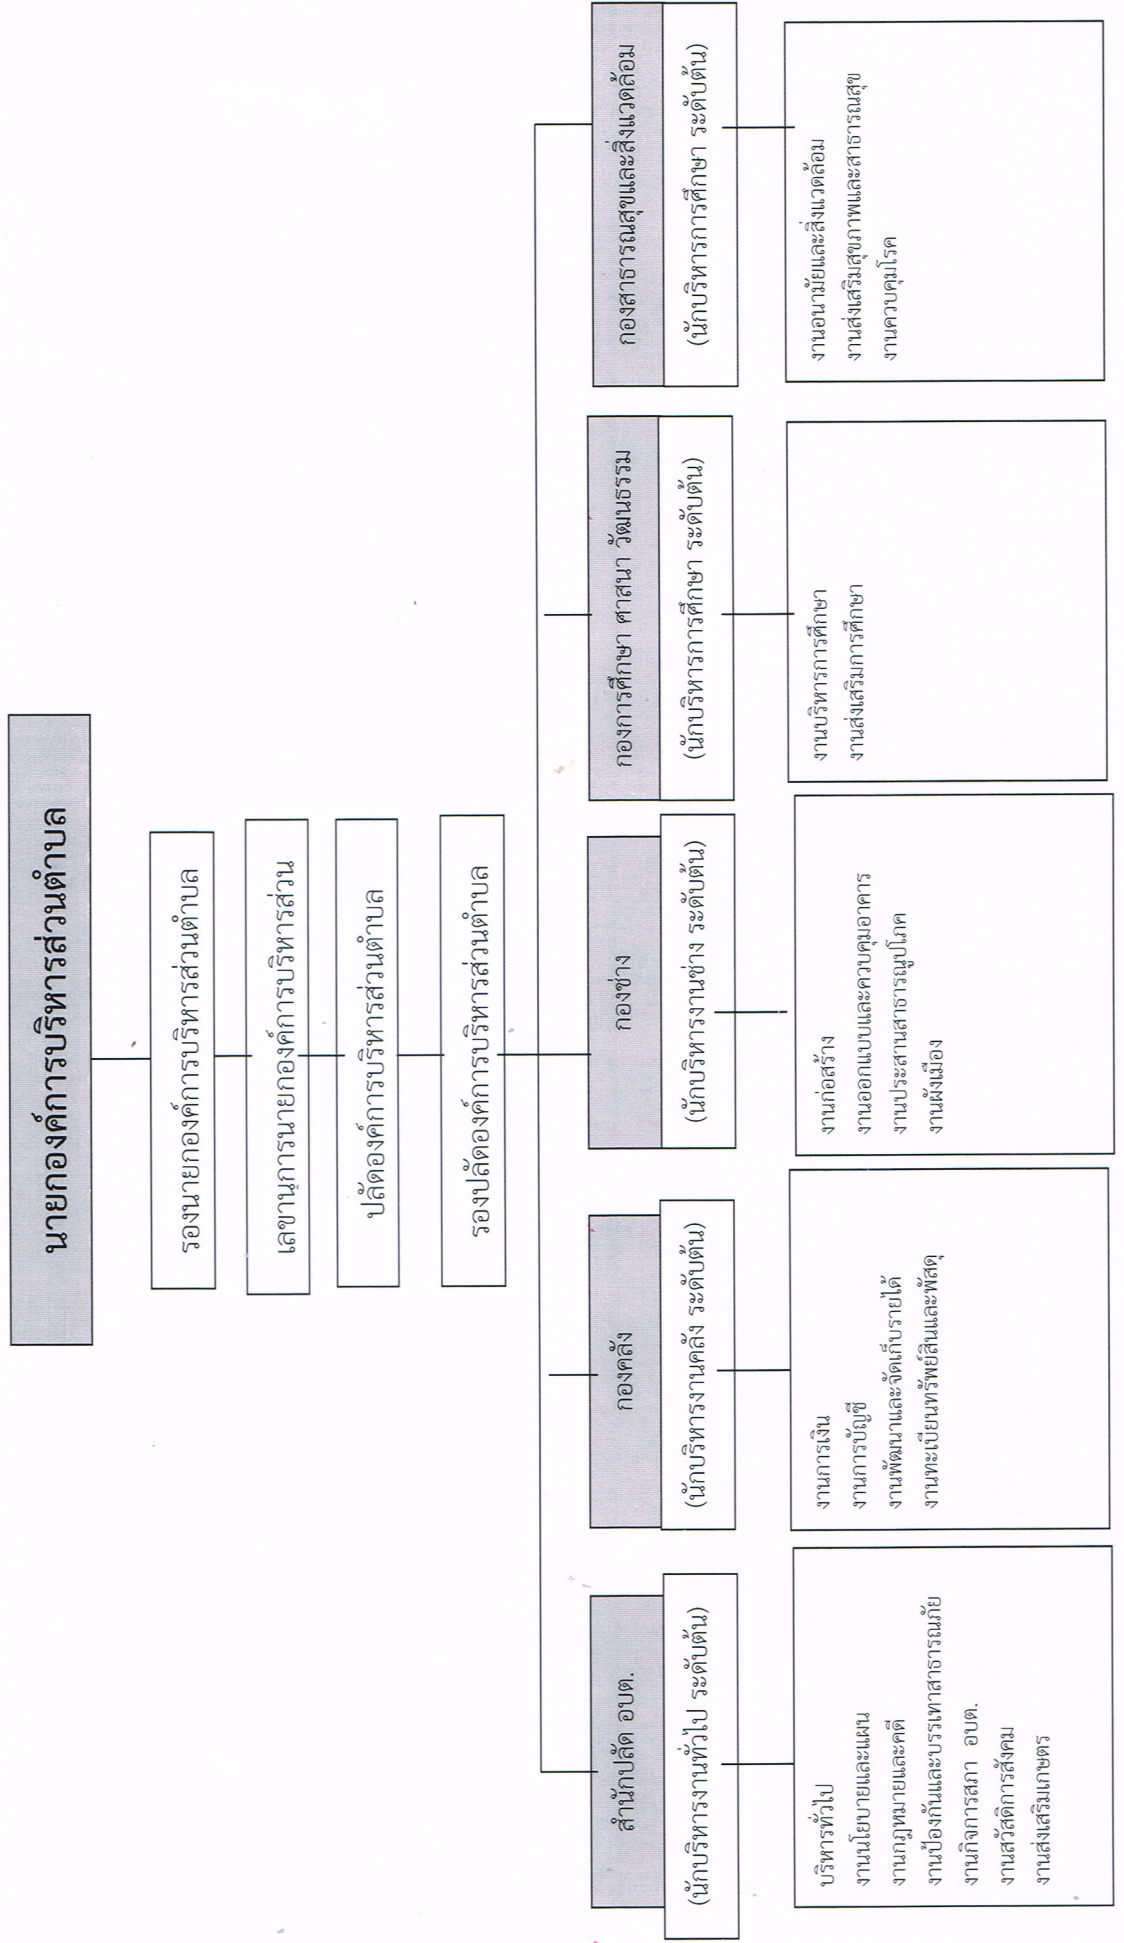 นายกองค์การบริหารส่วนตำบล
รองนายกองค์การบริหารส่วนตำบล
เลขานุการนายกองค์การบริหารส่วน
ปลัดองค์การบริหารส่วนตำบล
รองปลัดองค์การบริหารส่วนตำบล
สำนักปลัด อบต.
(นักบริหารงานทั่วไป ระดับต้น)
บริหารทั่วไป
งานนโยบายและแผน
งานกฎหมายและคดี
งานป้องกันและบรรเทาสาธารณภัย
งานกิจการสภา อบต.
งานสวัสดิการสังคม
งานส่งเสริมเกษตร
กองคลัง
(นักบริหารงานคลัง ระดับต้น)
งานการเงิน
งานการบัญชี
งานพัฒนาและจัดเก็บรายได้
งานทะเบียนทรัพย์สินและพัสดุ
กองช่าง
(นักบริหารงานช่าง ระดับต้น)
งานก่อสร้าง
งานออกแบบและควบคุมอาคาร
งานประสานสาธารณูปโภค
งานผังเมือง
กองการศึกษา ศาสนา วัฒนธรรม
(นักบริหารการศึกษา ระดับต้น)
งานบริหารการศึกษา
งานส่งเสริมการศึกษา
กองสาธารณสุขและสิ่งแวดล้อม
(นักบริหารการศึกษา ระดับต้น)
งานอนามัยและสิ่งแวดล้อม
งานส่งเสริมสุขภาพและสาธารณสุข
งานควบคุมโรค